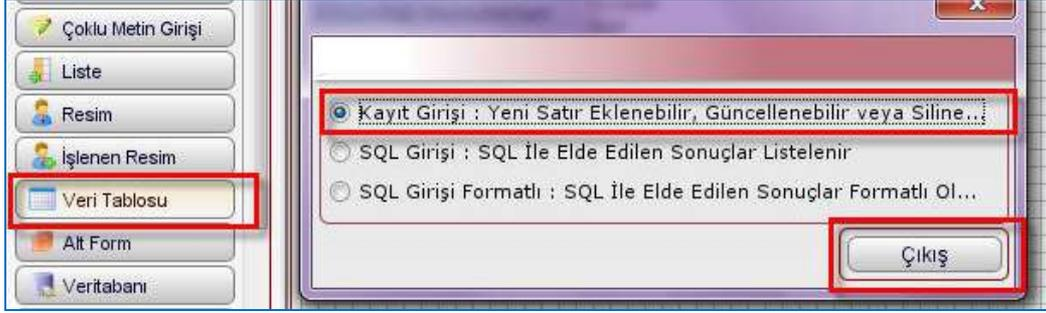 Çoklu Metin Girişi
Liste
Resim
İşlenen Resim
Veri Tablosu
Alt Form
Veritabanı
Kayıt Girişi : Yeni Satır Eklenebilir, Güncellenebilir veya Siline...
SQL Girişi : SQL İle Elde Edilen Sonuçlar Listelenir
SQL Girişi Formatlı : SQL İle Elde Edilen Sonuçlar Formatlı Ol...
Çıkış